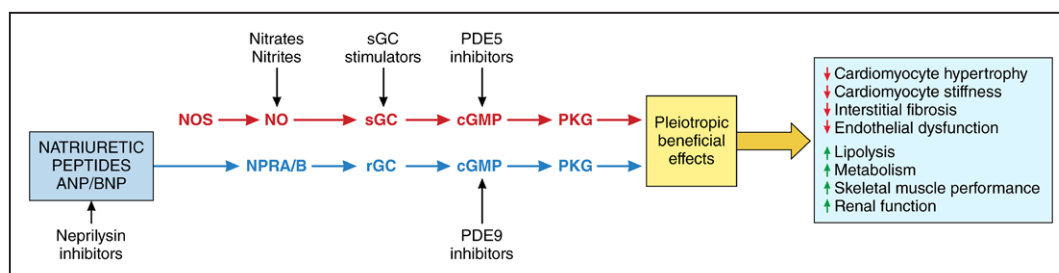 Nitrates
Nitrites
sGC
stimulators
PDE5
inhibitors
NOS
NO
sGC
cGMP
PKG
NATRIURETIC
PEPTIDES
ANP/BNP
NPRA/B
rGC
cGMP
PKG
Neprilysin
inhibitors
PDE9
inhibitors
Pleiotropic
beneficial
effects
Cardiomyocyte hypertrophy
Cardiomyocyte stiffness
Interstitial fibrosis
Endothelial dysfunction
Lipolysis
Metabolism
Skeletal muscle performance
Renal function